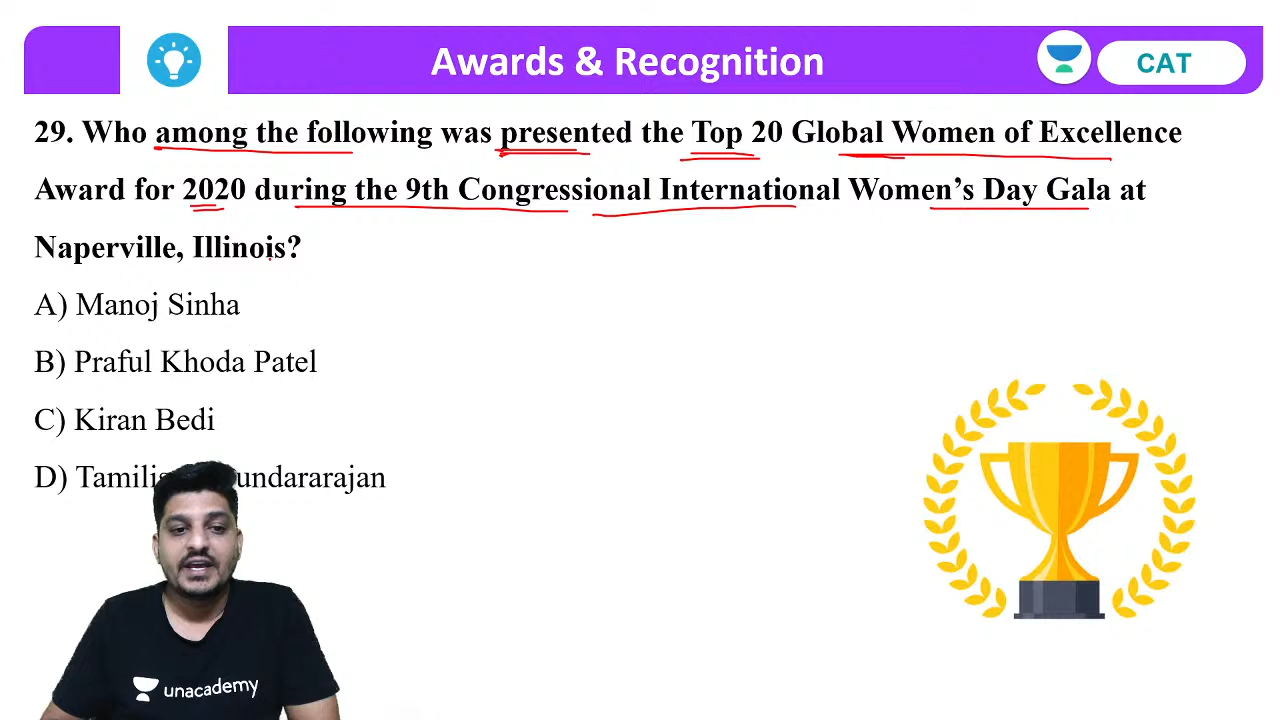 Awards & Recognition
CAT
29. Who among the following was presented the Top 20 Global Women of Excellence
Award for 2020 during the 9th Congressional International Women’s Day Gala at
Naperville, Illinois?
A) Manoj Sinha
B) Praful Khoda Patel
C) Kiran Bedi
D)
unacademy